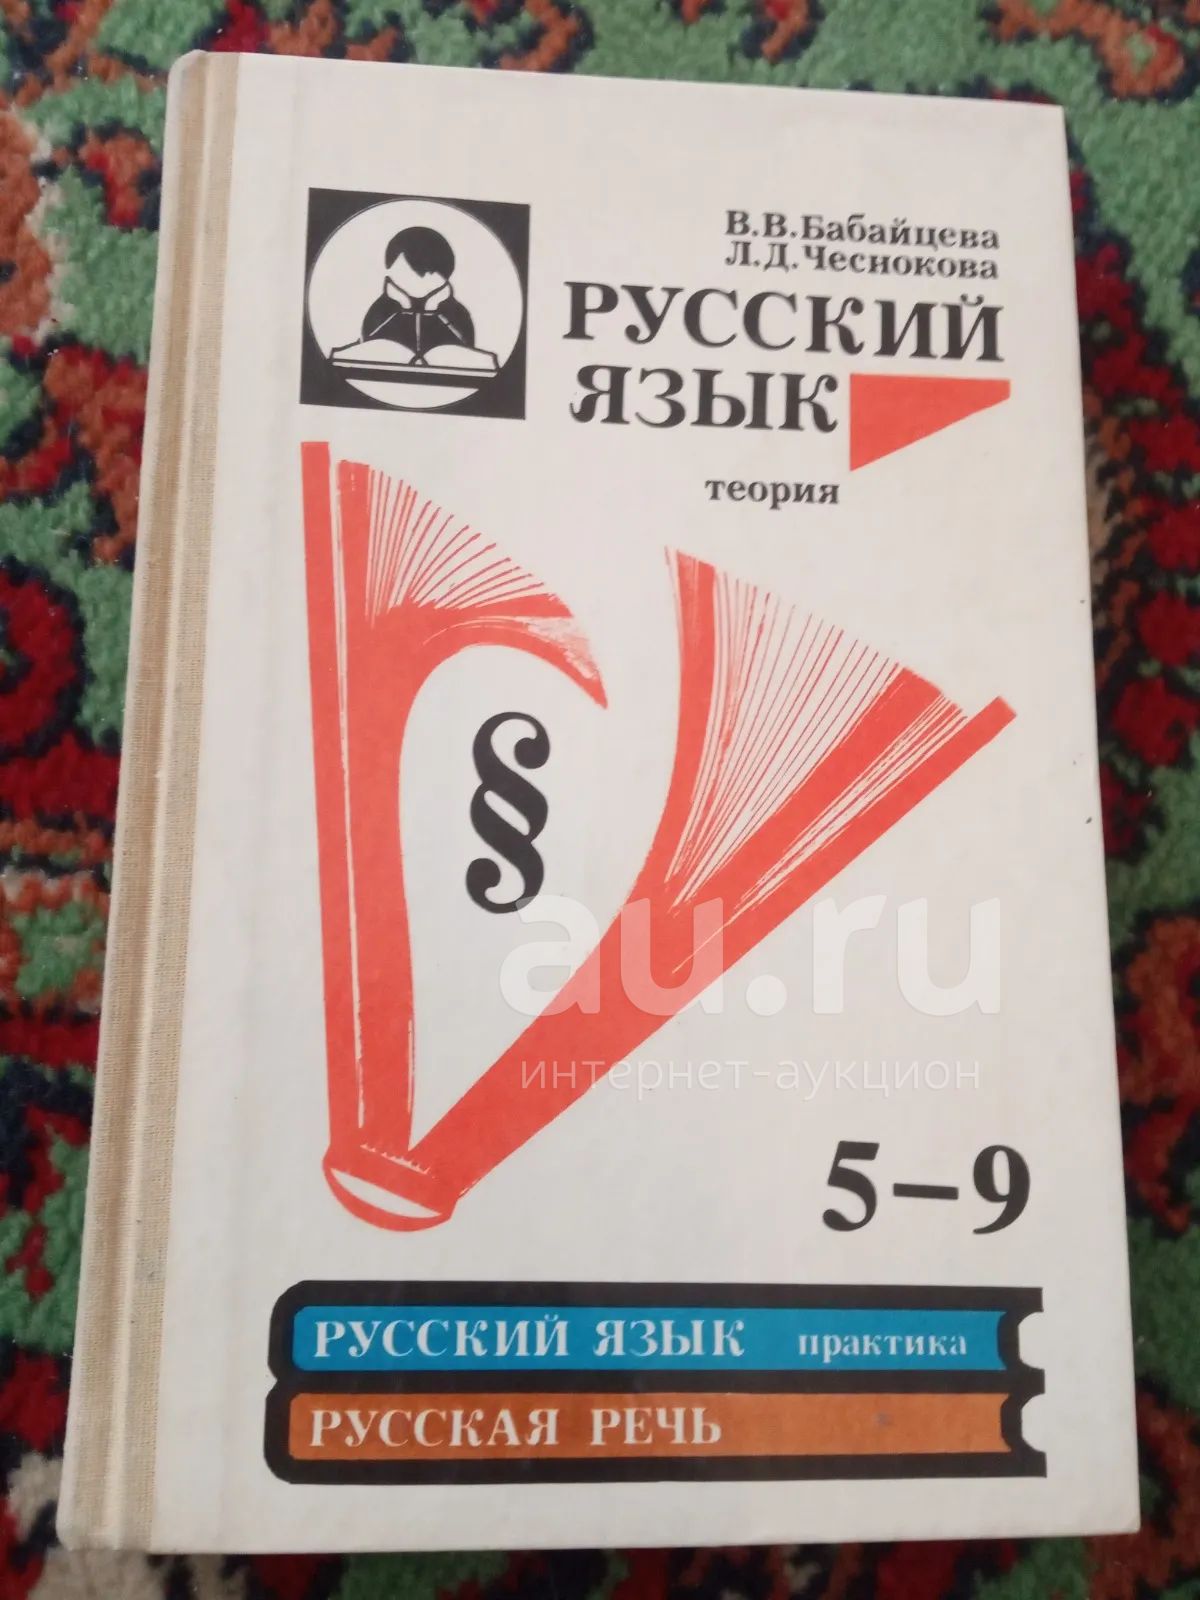 В.В.Бабайцева
Л.Д.Чеснокова
РУССКИЙ
ЯЗЫК
теория
§
au.ru
интернет-аукцион
5–9
РУССКИЙ ЯЗЫК практика
РУССКАЯ РЕЧЬ